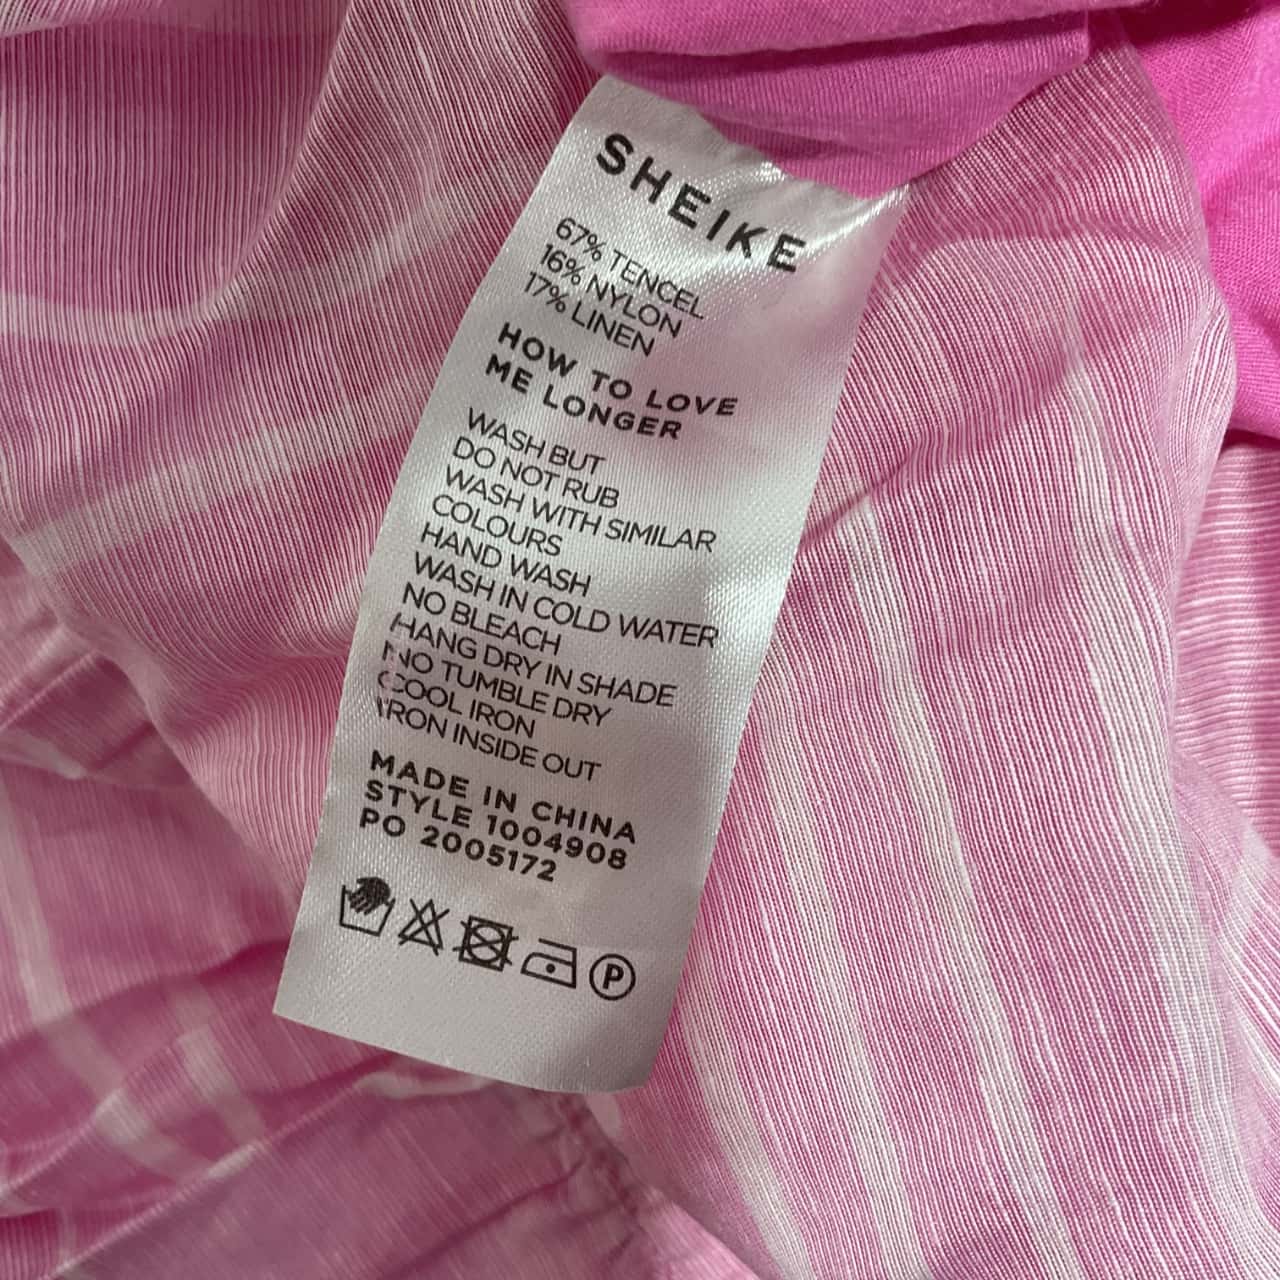 SHEIKE
67% TENCEL
16% NYLON
17% LINEN
HOW TO LOVE
ME LONGER
WASH BUT
DO NOT RUB
WASH WITH SIMILAR
COLOURS
HAND WASH
WASH IN COLD WATER
NO BLEACH
HANG DRY IN SHADE
NO TUMBLE DRY
COOL IRON
IRON INSIDE OUT
MADE IN CHINA
STYLE 1004908
PO 2005172
P